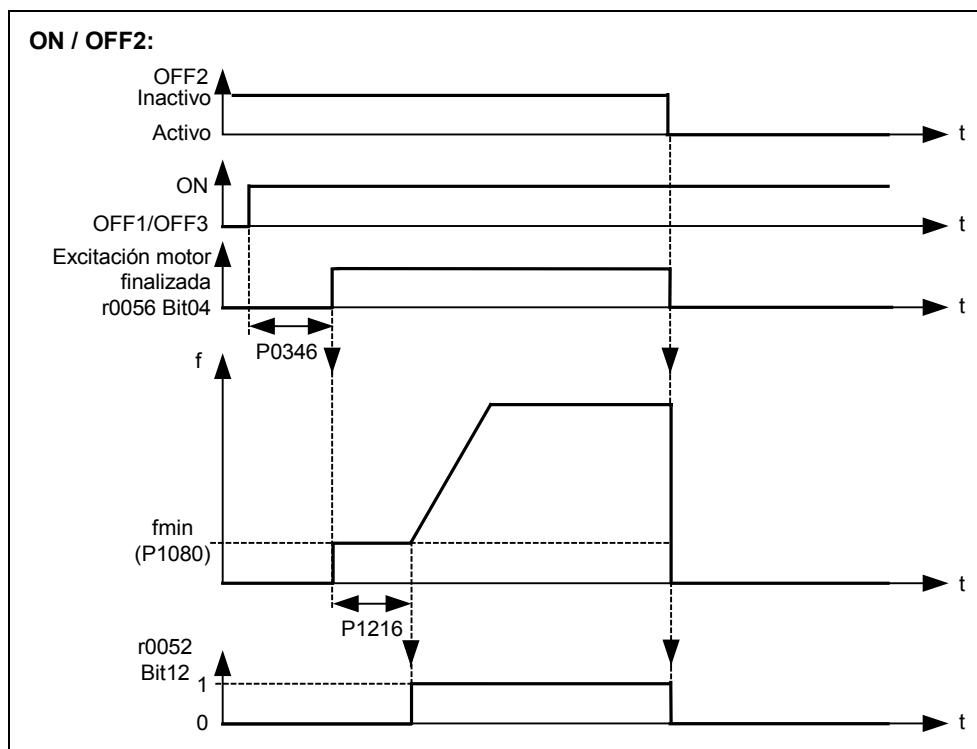 ON / OFF2:
OFF2
Inactivo
Activo
t
ON
OFF1/OFF3
t
Excitación motor
finalizada
r0056 Bit04
t
P0346
f
fmin
(P1080)
t
P1216
r0052
Bit12
1
0
t